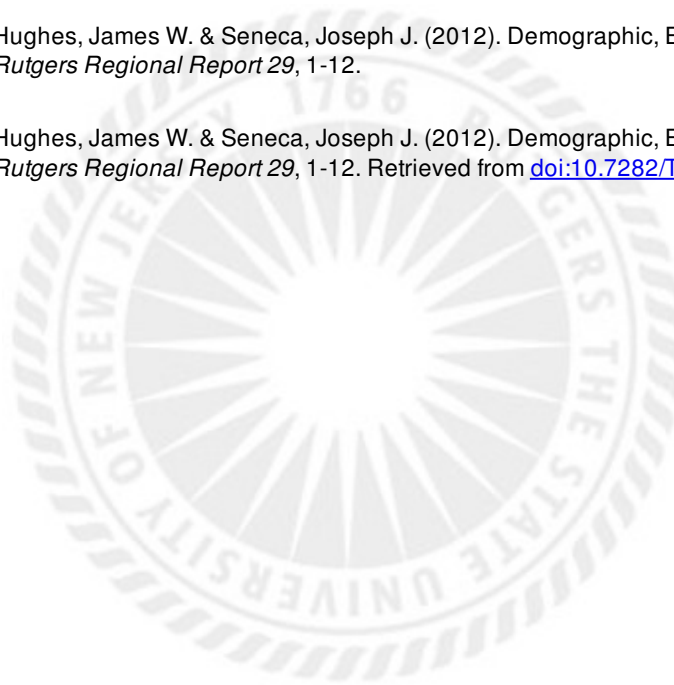 Hughes, James W. & Seneca, Joseph J. (2012). Demographic, E
Rutgers Regional Report 29, 1-12.
Hughes, James W. & Seneca, Joseph J. (2012). Demographic, E
Rutgers Regional Report 29, 1-12. Retrieved from doi:10.7282/T
RUTGERS THE STATE UNIVERSITY OF NEW JERSEY
1766